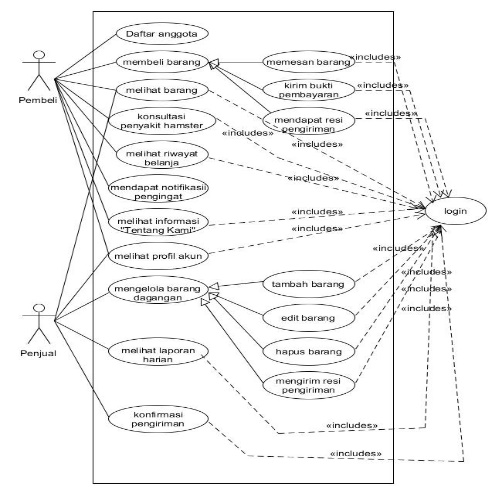 Daftar anggota
membeli barang
memesan barang
«includes»
melihat barang
kirim bukti
pembayaran
«includes»
Pembeli
konsultasi
penyakit hamster
mendapat resi
pengiriman
«includes»
«includes»
«includes»
melihat riwayat
belanja
«includes»
mendapat notifikasii
pengingat
melihat informasi
"Tentang Kami"
«includes»
login
«includes»
melihat profil akun
«includes»
mengelola barang
dagangan
tambah barang
«includes»
«includes»
«includes»
edit barang
Penjual
melihat laporan
harian
hapus barang
mengirim resi
pengiriman
konfirmasi
pengiriman
«includes»
«includes»